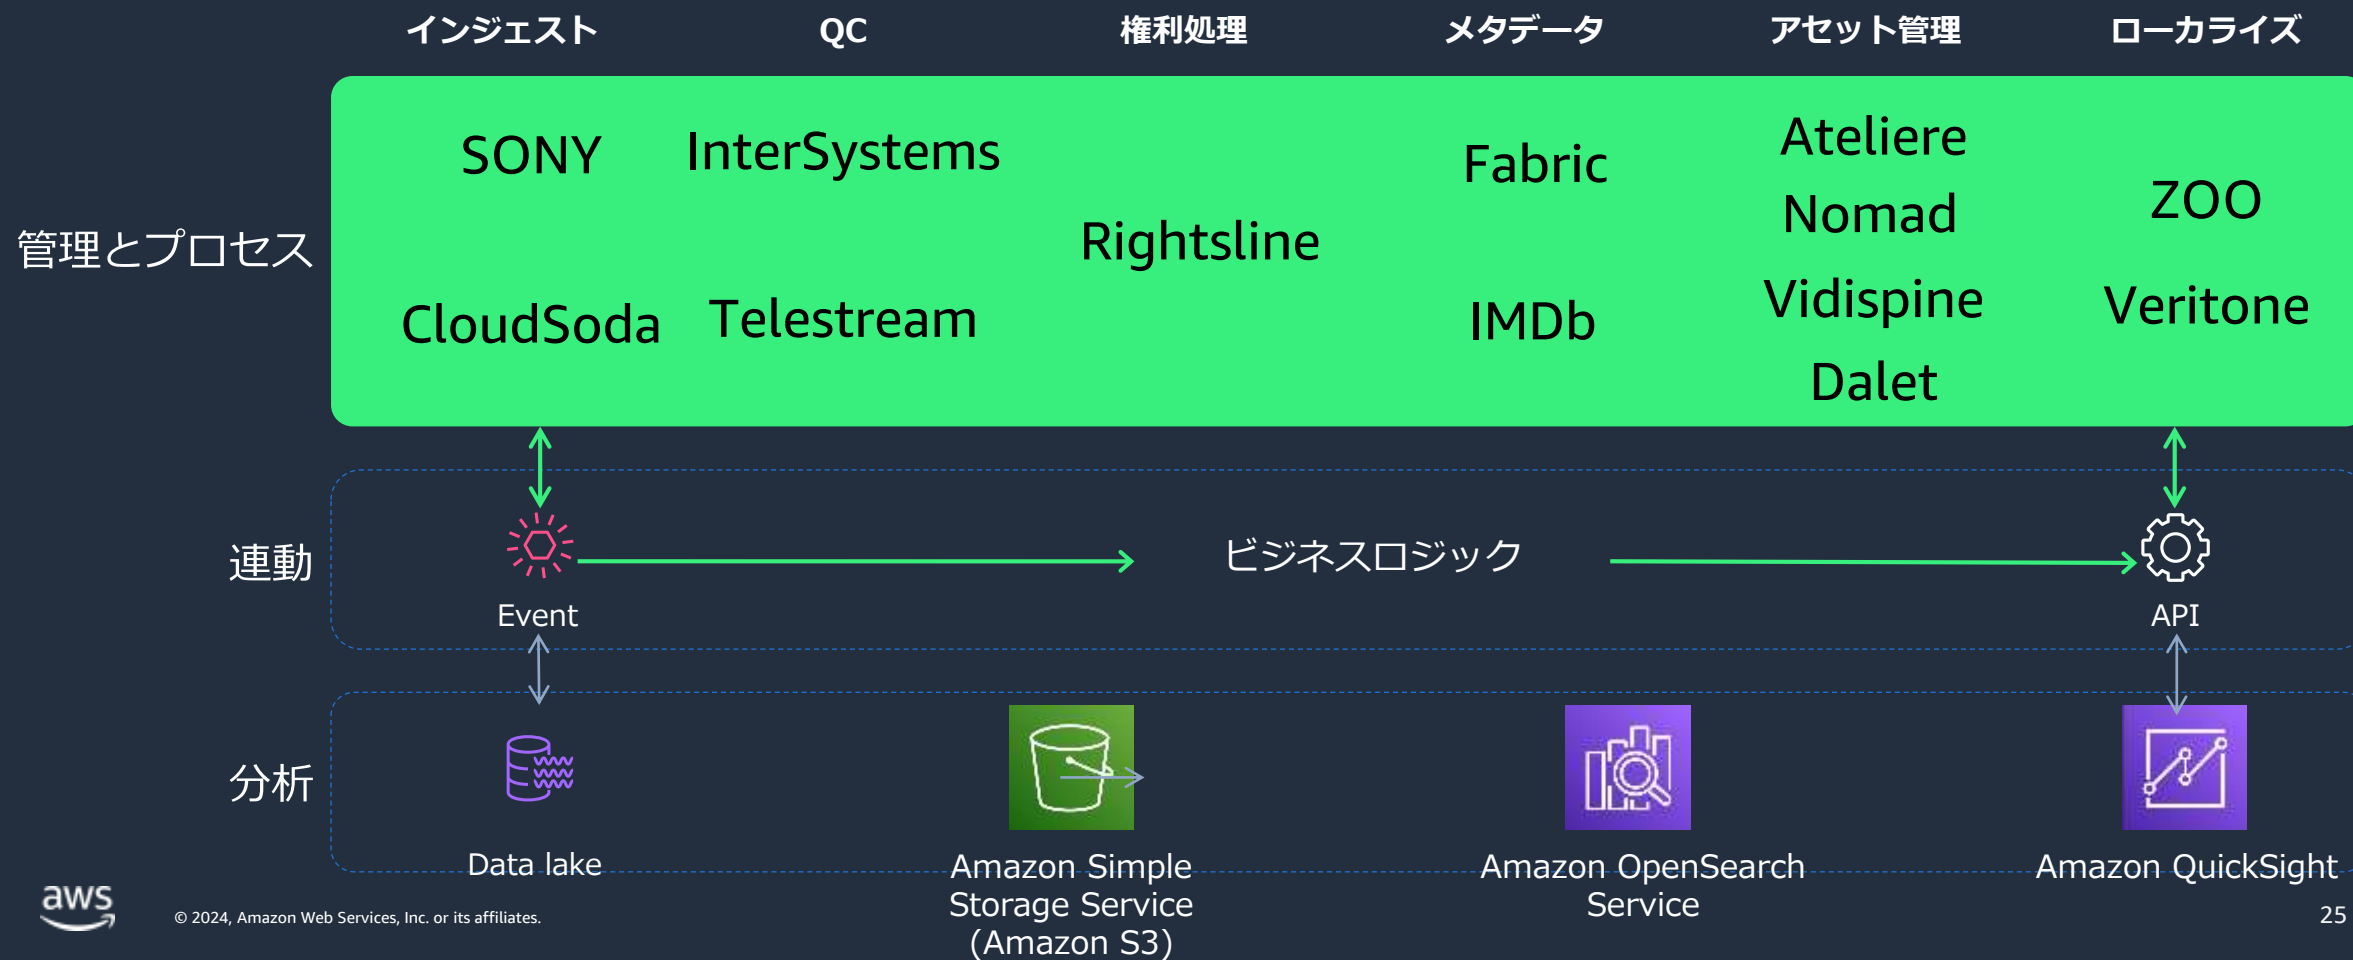 インジェスト
QC
権利処理
メタデータ
アセット管理
ローカライズ
管理とプロセス
SONY
CloudSoda
InterSystems
Telestream
Rightsline
Fabric
IMDb
Ateliere
Nomad
Vidispine
Dalet
ZOO
Veritone
連動
Event
ビジネスロジック
API
分析
Data lake
Amazon Simple
Storage Service
(Amazon S3)
Amazon OpenSearch
Service
Amazon QuickSight
aws
© 2024, Amazon Web Services, Inc. or its affiliates.
25